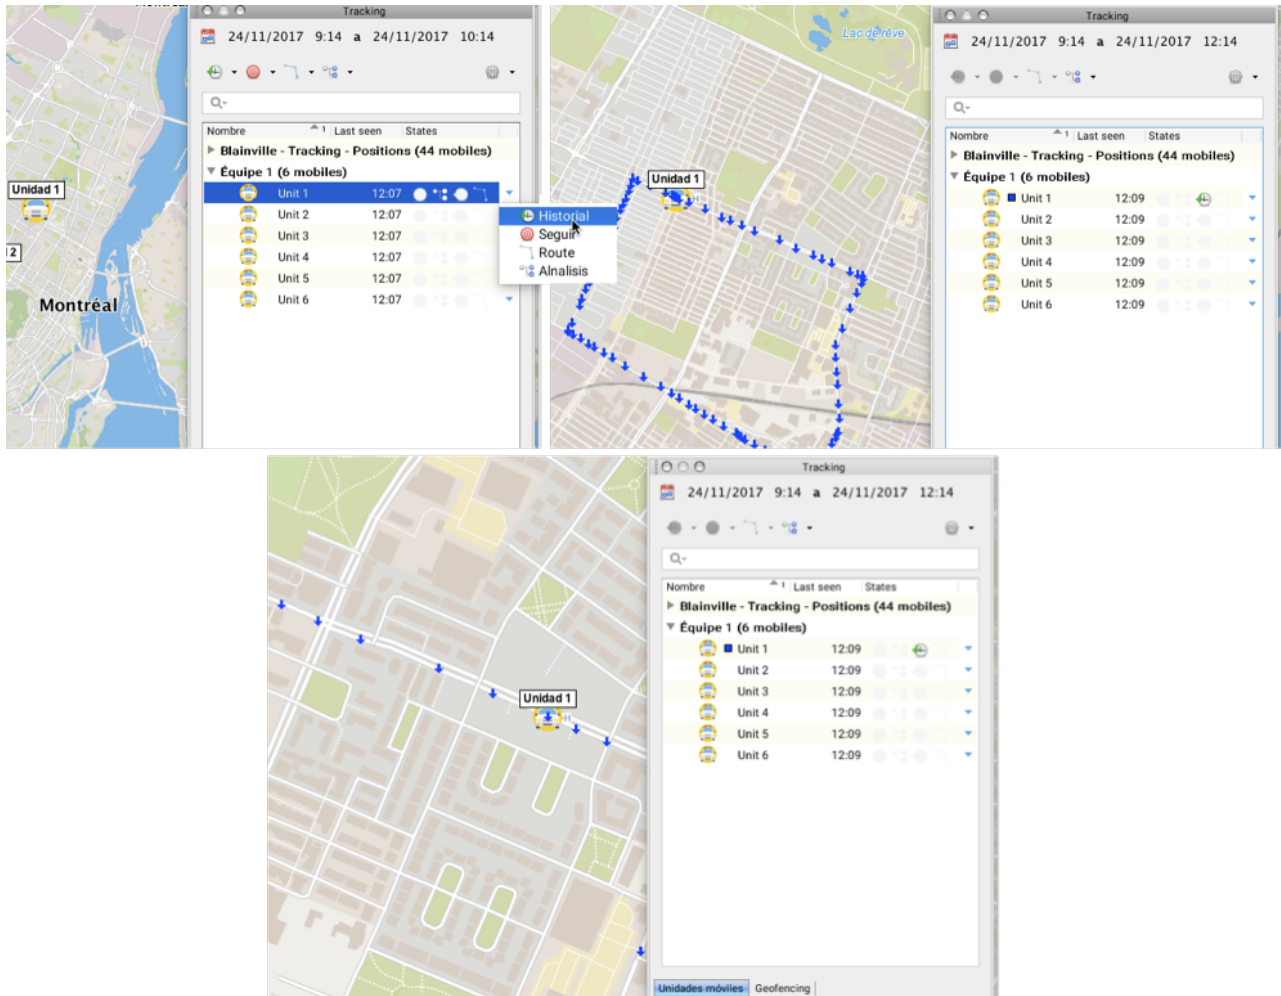 Tracking
24/11/2017 9:14 a 24/11/2017 10:14
Nombre 1 Last seen States
Blainville - Tracking - Positions (44 mobiles)
Équipe 1 (6 mobiles)
Unit 1 12:07
Unit 2 12:07
Unit 3 12:07
Unit 4 12:07
Unit 5 12:07
Unit 6 12:07
Historial
Seguir
Route
Alnalisis
Unidad 1
2
Montréal
Tracking
24/11/2017 9:14 a 24/11/2017 12:14
Nombre 1 Last seen States
Blainville - Tracking - Positions (44 mobiles)
Équipe 1 (6 mobiles)
Unit 1 12:09
Unit 2 12:09
Unit 3 12:09
Unit 4 12:09
Unit 5 12:09
Unit 6 12:09
Lac de rêve
Unidad 1
H
Tracking
24/11/2017 9:14 a 24/11/2017 12:14
Nombre 1 Last seen States
Blainville - Tracking - Positions (44 mobiles)
Équipe 1 (6 mobiles)
Unit 1 12:09
Unit 2 12:09
Unit 3 12:09
Unit 4 12:09
Unit 5 12:09
Unit 6 12:09
Unidad 1
H
Unidades móviles Geofencing